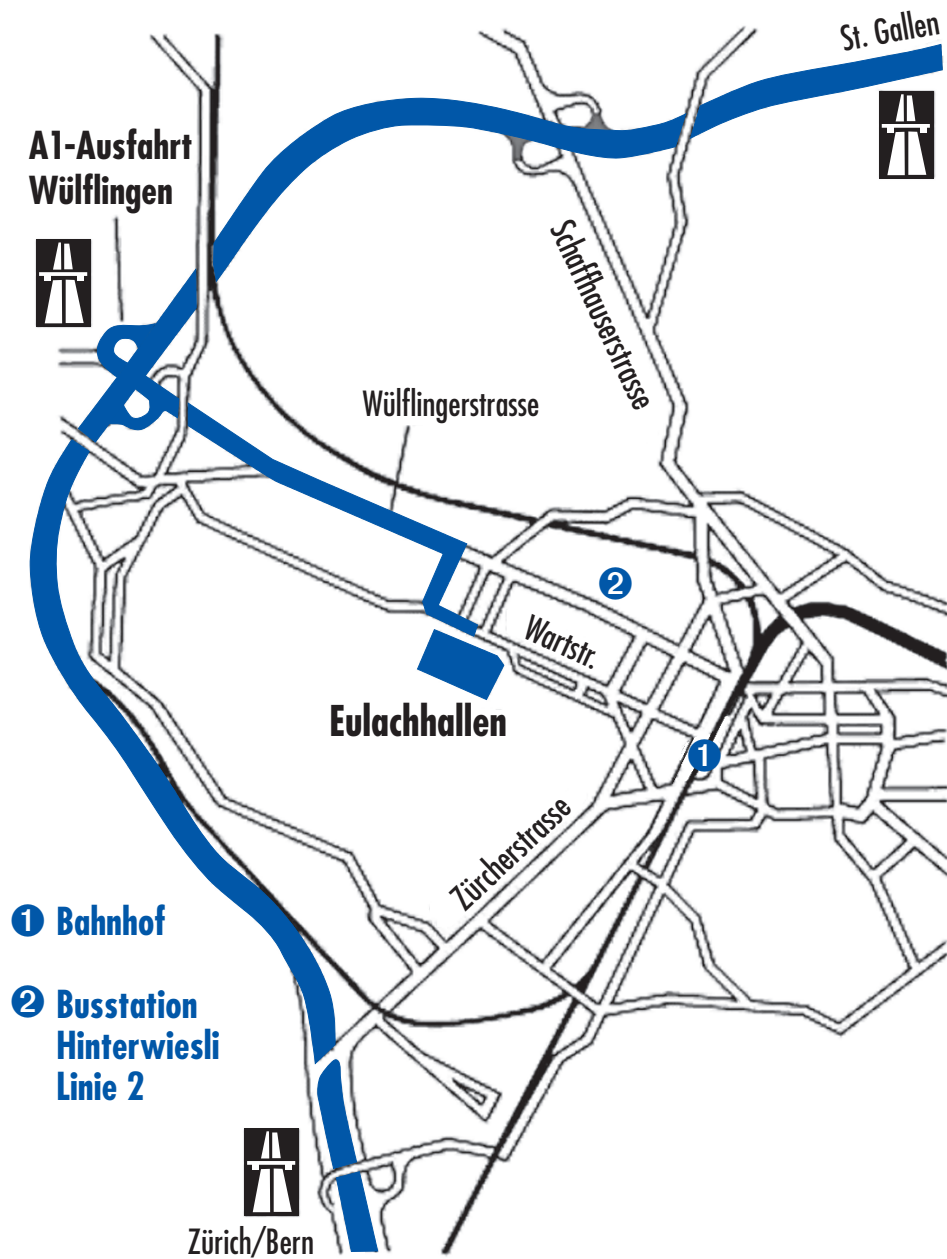 St. Gallen
A1-Ausfahrt
Wülflingen
Schaffhauserstrasse
Wülflingerstrasse
2
Wartstr.
Eulachhallen
1
Zürcherstrasse
1 Bahnhof
2 Busstation
Hinterwiesli
Linie 2
Zürich/Bern